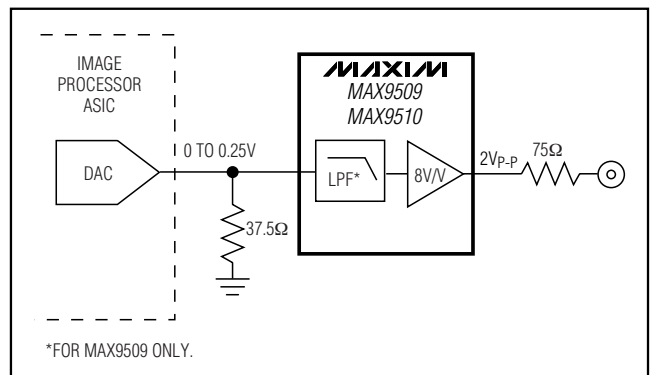 IMAGE
PROCESSOR
ASIC
DAC
0 TO 0.25V
37.5Ω
MAXIM
MAX9509
MAX9510
LPF*
8V/V
2VP-P
75Ω
*FOR MAX9509 ONLY.